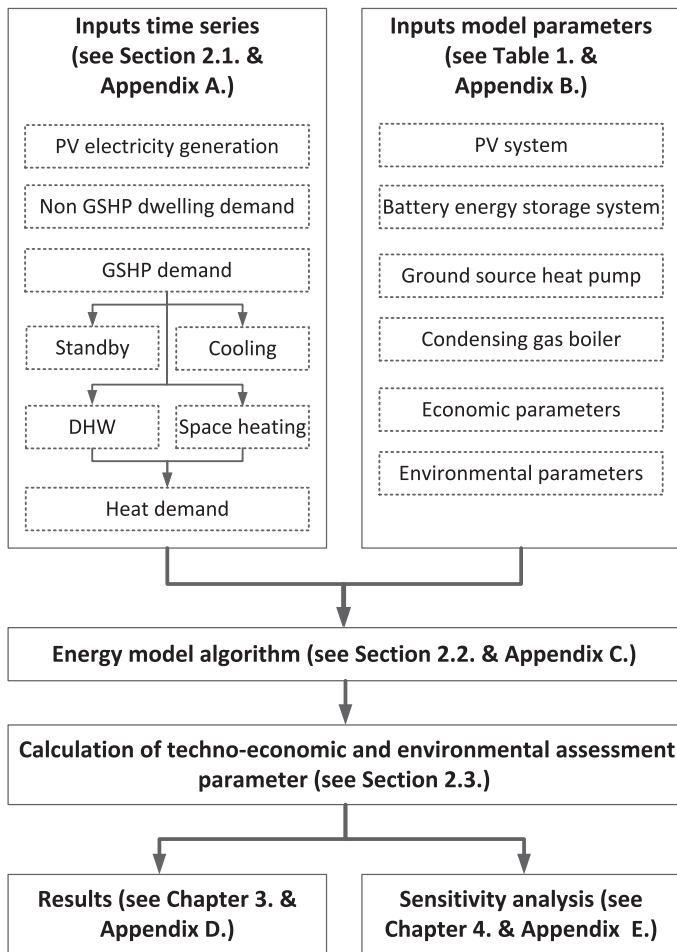 Inputs time series
(see Section 2.1. &
Appendix A.)
PV electricity generation
Non GSHP dwelling demand
GSHP demand
Standby
Cooling
DHW
Space heating
Heat demand
Inputs model parameters
(see Table 1. &
Appendix B.)
PV system
Battery energy storage system
Ground source heat pump
Condensing gas boiler
Economic parameters
Environmental parameters
Energy model algorithm (see Section 2.2. & Appendix C.)
Calculation of techno-economic and environmental assessment
parameter (see Section 2.3.)
Results (see Chapter 3. &
Appendix D.)
Sensitivity analysis (see
Chapter 4. & Appendix E.)